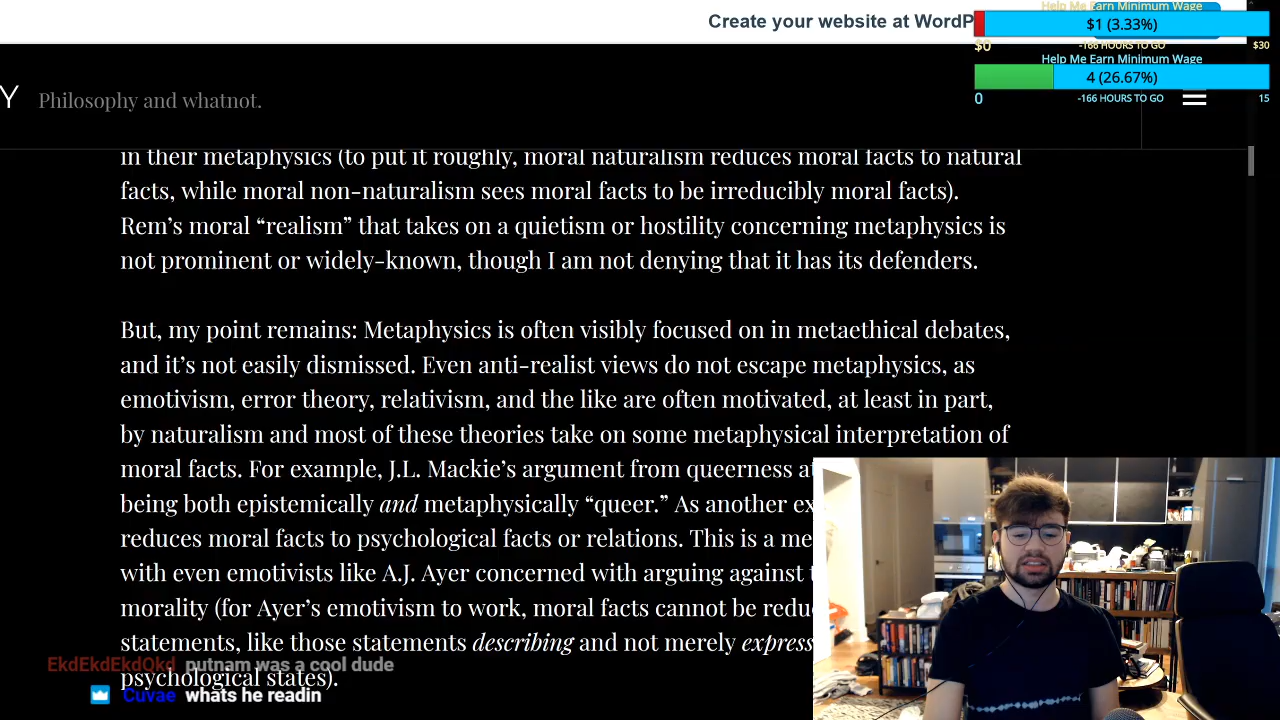 Create your website at WordP
Help Me Earn Minimum Wage
$1 (3.33%)
$0
-166 HOURS TO GO
$30
Help Me Earn Minimum Wage
4 (26.67%)
0
-166 HOURS TO GO
15
Y Philosophy and whatnot.
in their metaphysics (to put it roughly, moral naturalism reduces moral facts to natural
facts, while moral non-naturalism sees moral facts to be irreducibly moral facts).
Rem’s moral “realism” that takes on a quietism or hostility concerning metaphysics is
not prominent or widely-known, though I am not denying that it has its defenders.
But, my point remains: Metaphysics is often visibly focused on in metaethical debates,
and it’s not easily dismissed. Even anti-realist views do not escape metaphysics, as
emotivism, error theory, relativism, and the like are often motivated, at least in part,
by naturalism and most of these theories take on some metaphysical interpretation of
moral facts. For example, J.L. Mackie’s argument from queerness a
being both epistemically and metaphysically “queer.” As another ex
reduces moral facts to psychological facts or relations. This is a me
with even emotivists like A.J. Ayer concerned with arguing against
morality (for Ayer’s emotivism to work, moral facts cannot be redu
statements, like those statements describing and not merely express
psychological states).
EkdEkdEkdQkd putnam was a cool dude
Cuvae whats he readin